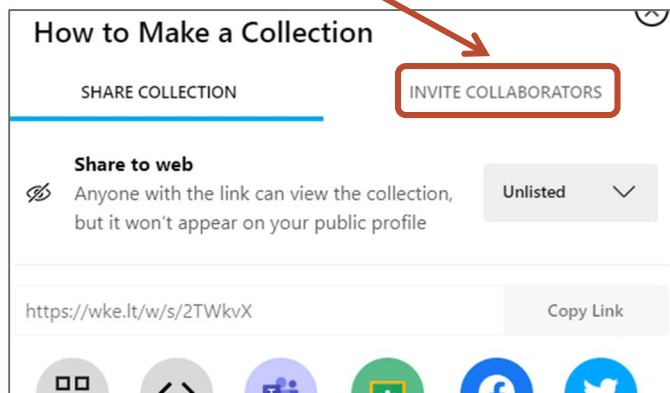 How to Make a Collection
SHARE COLLECTION
INVITE COLLABORATORS
Share to web
Anyone with the link can view the collection,
but it won't appear on your public profile
Unlisted
https://wke.lt/w/s/2TWkvX
Copy Link